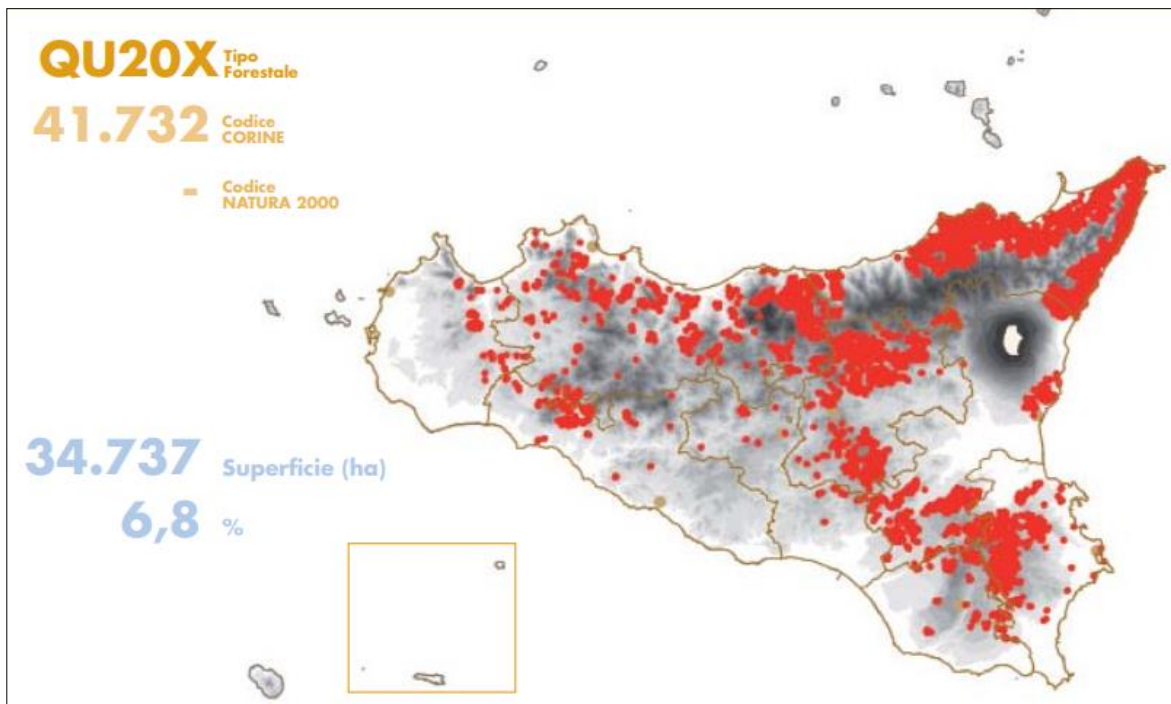 QU20X Tipo
Forestale
41.732 Codice
CORINE
- Codice
NATURA 2000
34.737 Superficie (ha)
6,8 %